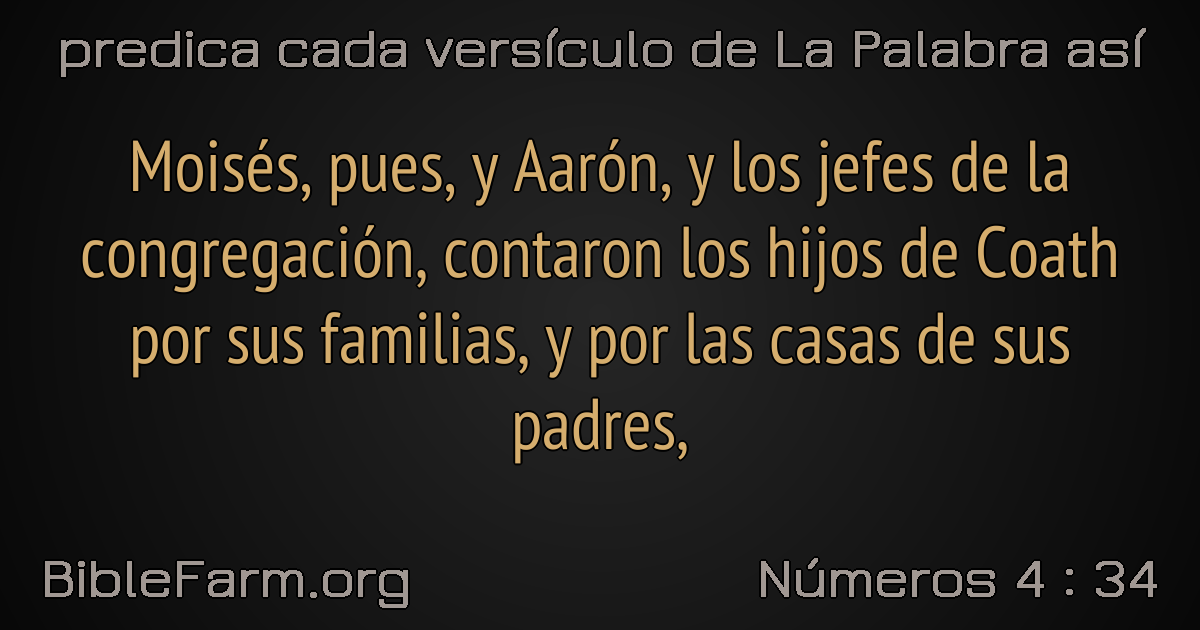 predica cada versículo de La Palabra así
Moisés, pues, y Aarón, y los jefes de la
congregación, contaron los hijos de Coath
por sus familias, y por las casas de sus
padres,
BibleFarm.org
Números 4 : 34